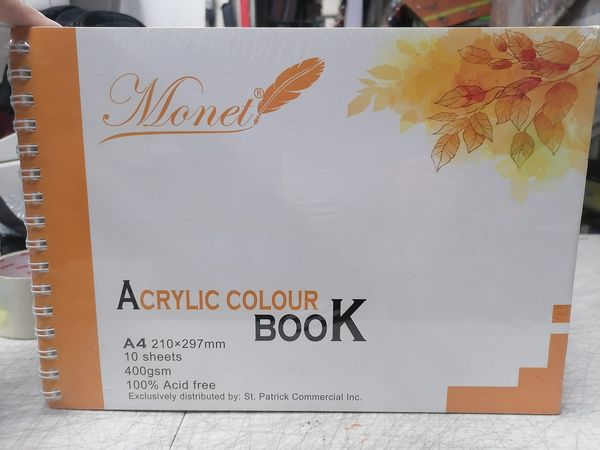 Monet®
ACRYLIC COLOUR
BOOK
A4 210×297mm
10 sheets
400gsm
100% Acid free
Exclusively distributed by: St. Patrick Commercial Inc.